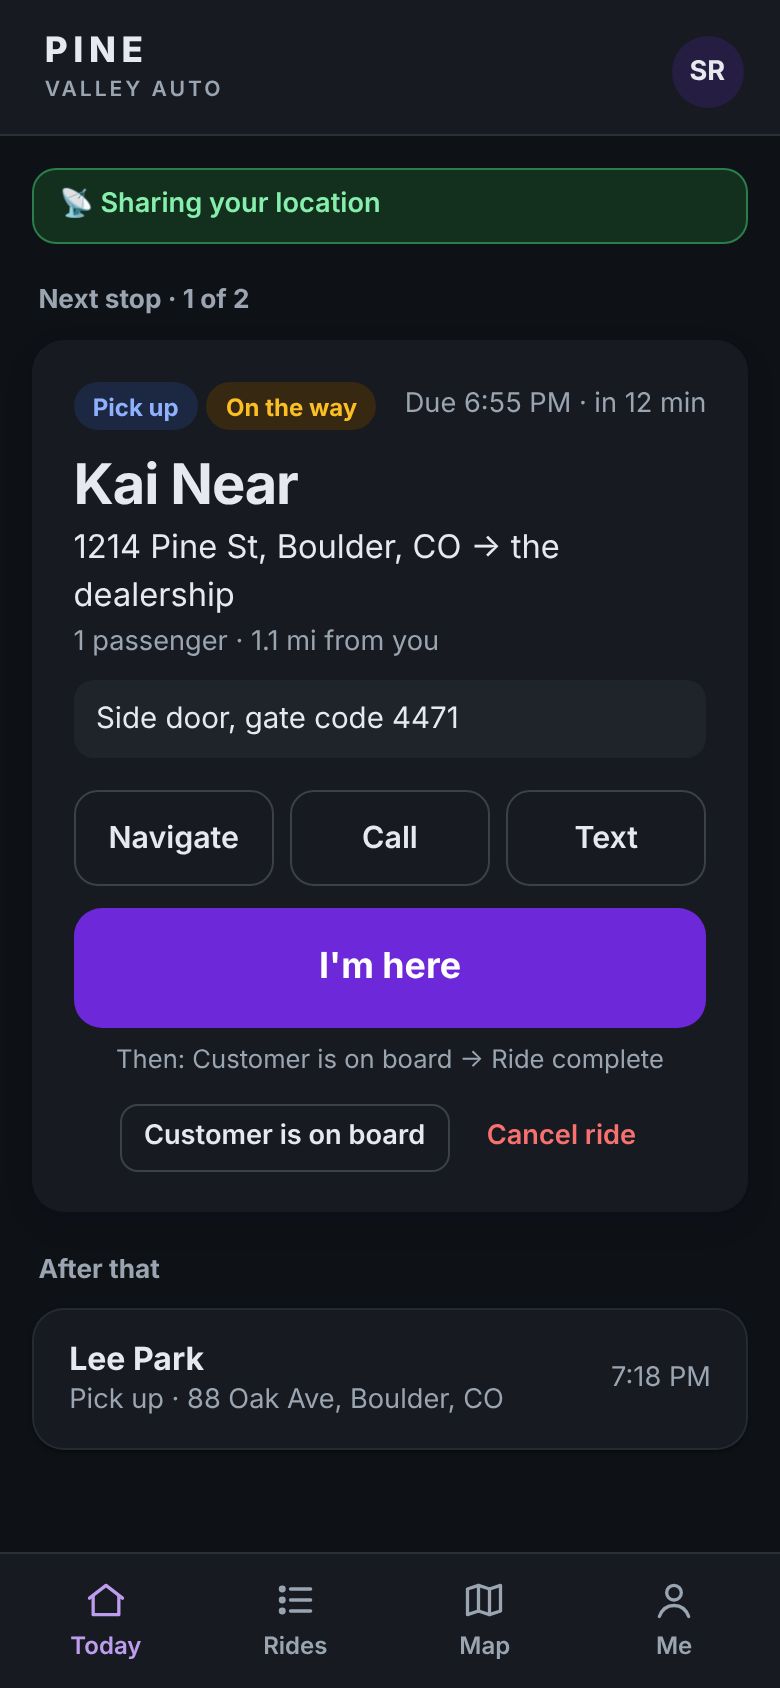 PINE
VALLEY AUTO
SR
📡 Sharing your location
Next stop · 1 of 2
Pick up
On the way
Due 6:55 PM · in 12 min
Kai Near
1214 Pine St, Boulder, CO → the
dealership
1 passenger · 1.1 mi from you
Side door, gate code 4471
Navigate
Call
Text
I'm here
Then: Customer is on board → Ride complete
Customer is on board
Cancel ride
After that
Lee Park
7:18 PM
Pick up · 88 Oak Ave, Boulder, CO
Today
Rides
Map
Me